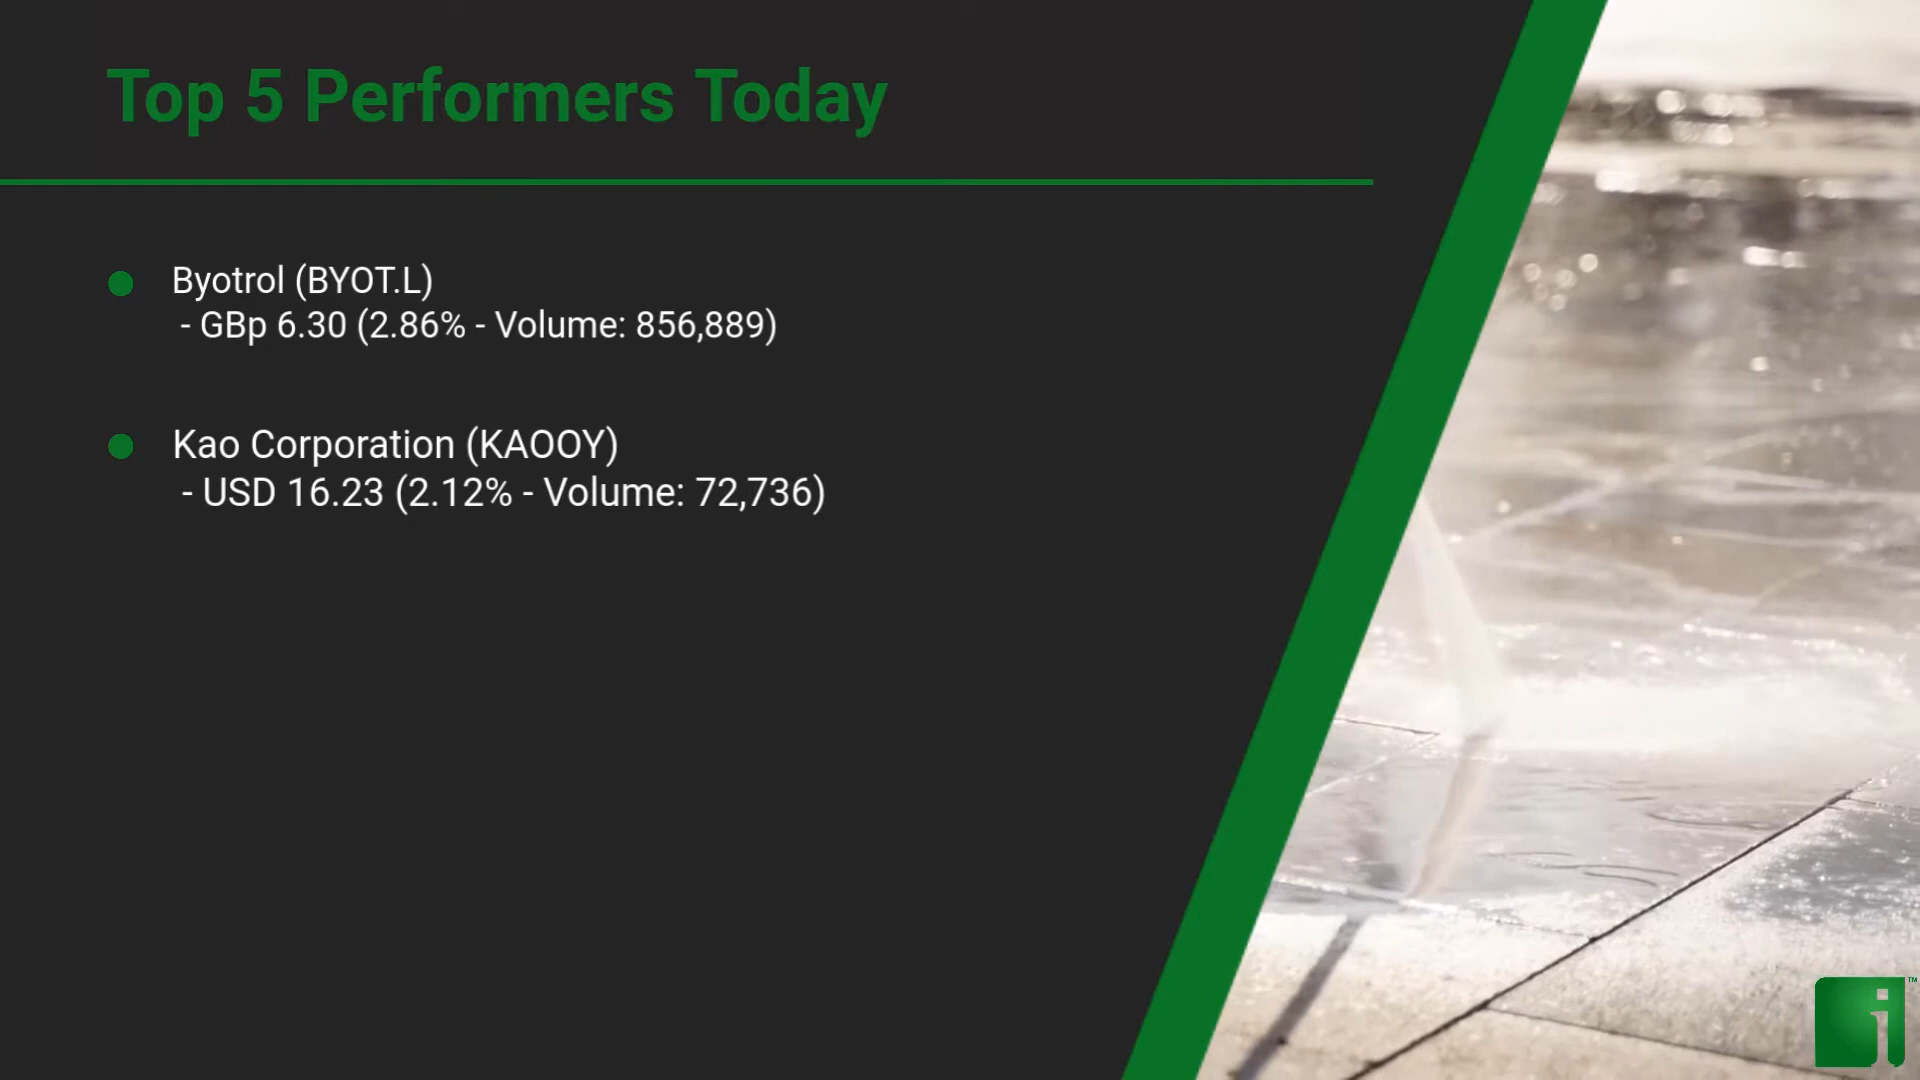 Top 5 Performers Today
Byotrol (BYOT.L)
- GBp 6.30 (2.86% - Volume: 856,889)
Kao Corporation (KAOOY)
- USD 16.23 (2.12% - Volume: 72,736)
i
TM